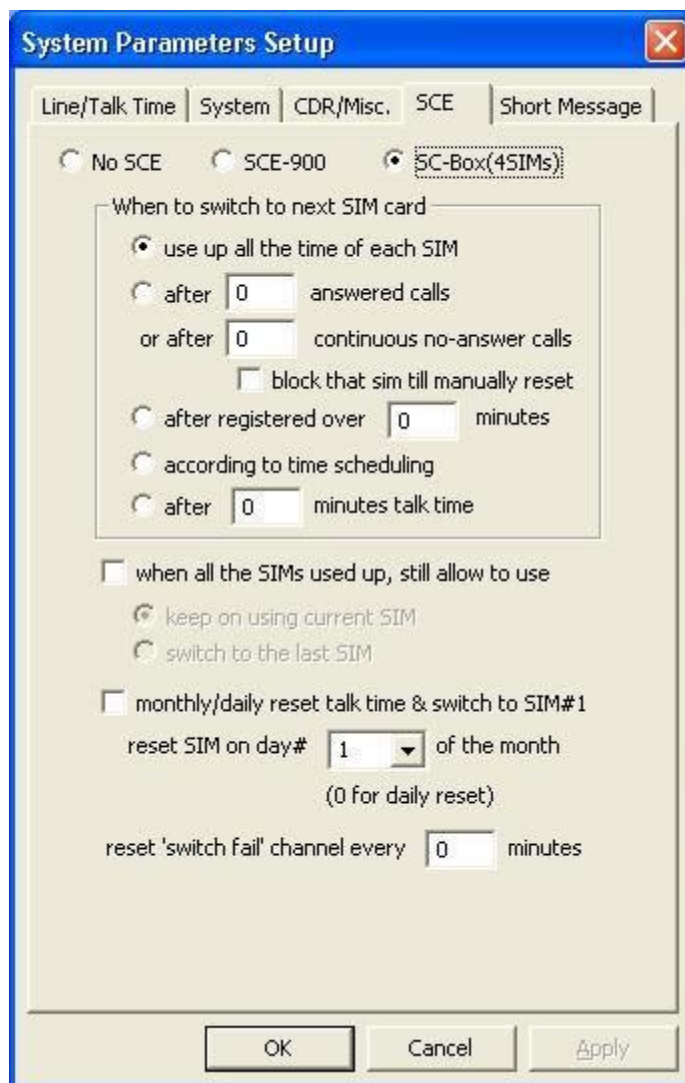 System Parameters Setup
Line/Talk Time System CDR/Misc. SCE Short Message
No SCE SCE-900 SC-Box(4SIMs)
When to switch to next SIM card
use up all the time of each SIM
after 0 answered calls
or after 0 continuous no-answer calls
block that sim till manually reset
after registered over 0 minutes
according to time scheduling
after 0 minutes talk time
when all the SIMs used up, still allow to use
keep on using current SIM
switch to the last SIM
monthly/daily reset talk time & switch to SIM#1
reset SIM on day# 1 of the month
(0 for daily reset)
reset 'switch fail' channel every 0 minutes
OK Cancel Apply